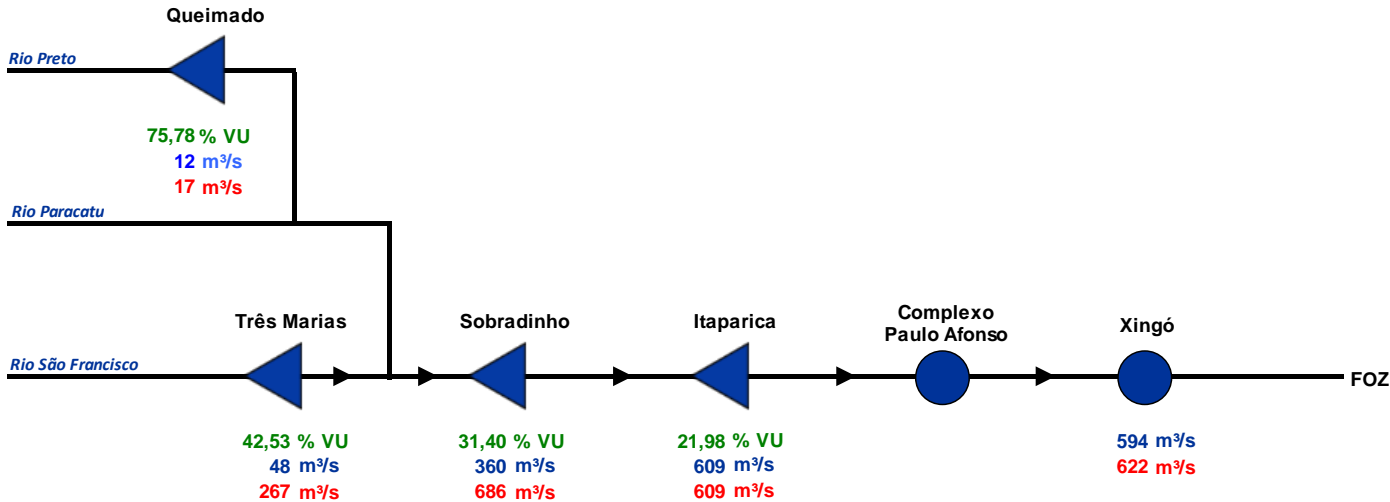 Queimado
Rio Preto
75,78 % VU
12 m³/s
17 m³/s
Rio Paracatu
Três Marias
Sobradinho
Itaparica
Complexo
Paulo Afonso
Xingó
Rio São Francisco
FOZ
42,53 % VU
48 m³/s
267 m³/s
31,40 % VU
360 m³/s
686 m³/s
21,98 % VU
609 m³/s
609 m³/s
594 m³/s
622 m³/s